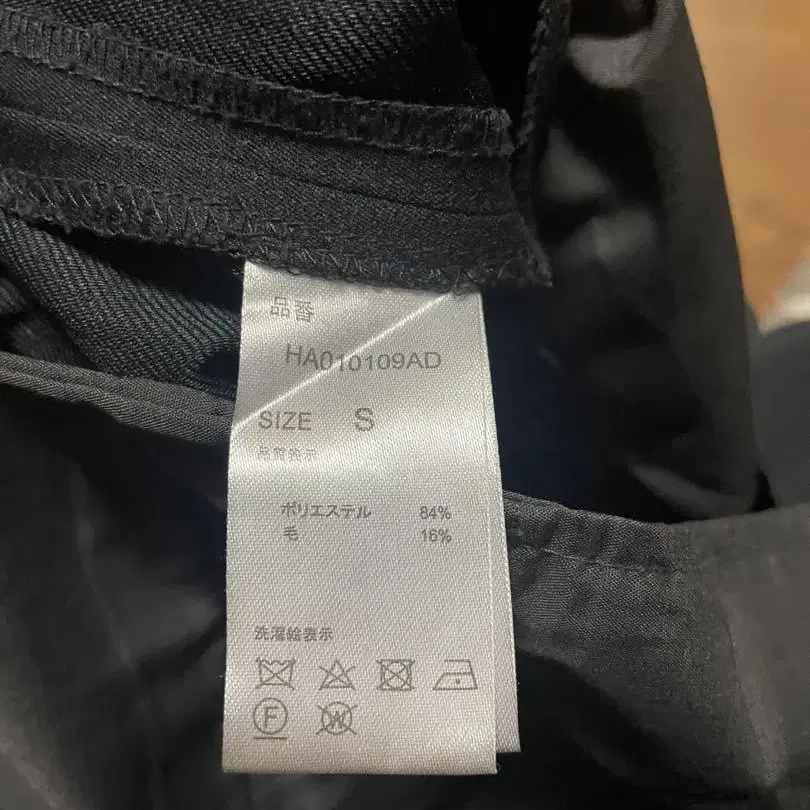 品番
HA010109AD
SIZE S
品質表示
ポリエステル 84%
毛 16%
洗濯絵表示
F W